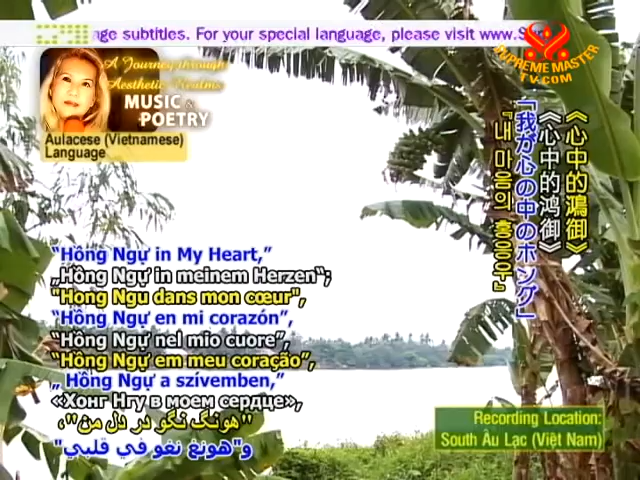 age subtitles. For your special language, please visit www.Su
SUPREME MASTER
TV.COM
A Journey through
Aesthetic Realms
MUSIC &
POETRY
Aulacese (Vietnamese)
Language
《心中的鴻御》
《心中的鸿御》
「我が心の中のホング」
『내 마음의 홍응우』
“Hồng Ngự in My Heart,”
„Hồng Ngự in meinem Herzen“;
"Hong Ngu dans mon cœur",
“Hồng Ngự en mi corazón”,
“Hồng Ngự nel mio cuore”,
“Hồng Ngự em meu coração”,
„ Hồng Ngự a szívemben,”
«Хонг Нгу в моем сердце»,
"هونگ نگو در دل من"،
و"هونغ نغو في قلبي"
Recording Location:
South Âu Lạc (Việt Nam)